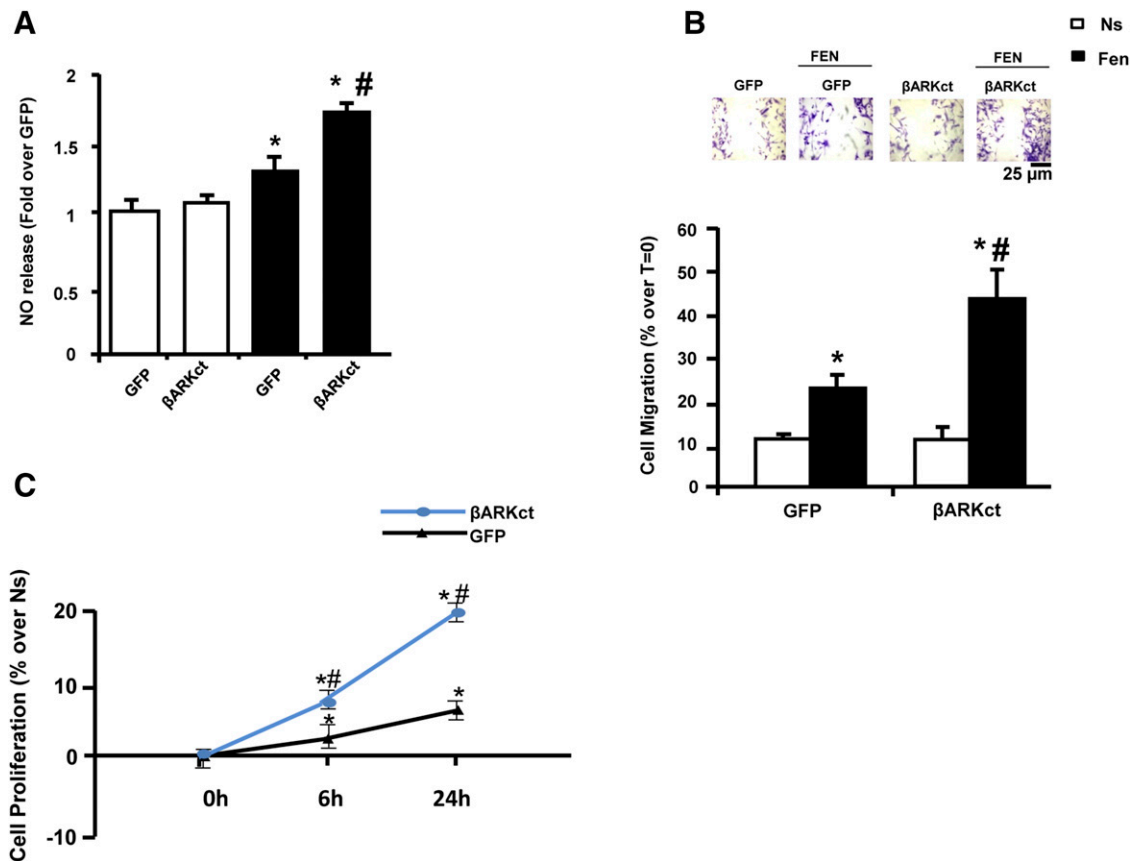 A
NO release (Fold over GFP)
2
1.5
1
0.5
0
*
* #
GFP
βARKct
GFP
βARKct
B
Ns
Fen
FEN
FEN
GFP
GFP
βARKct
βARKct
25 µm
Cell Migration (% over T=0)
60
50
40
30
20
10
0
*
* #
GFP
βARKct
C
βARKct
GFP
Cell Proliferation (% over Ns)
20
10
0
-10
*#
*
*#
*
0h
6h
24h